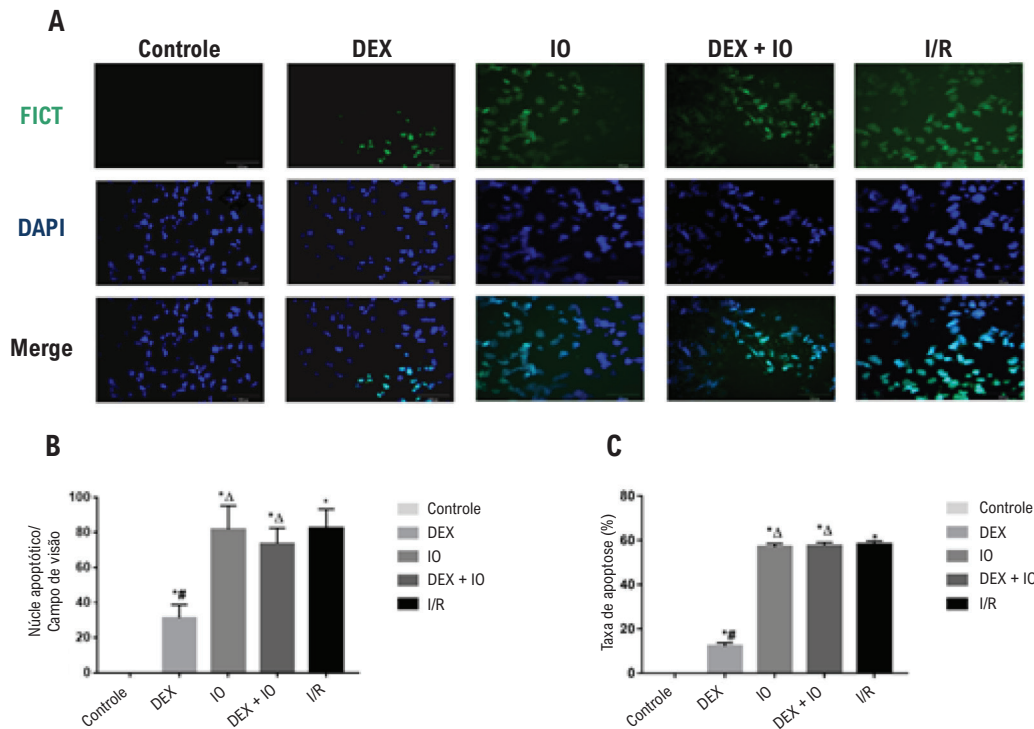 A
Controle DEX IO DEX + IO I/R
FICT
DAPI
Merge
B
Núcle apoptótico/
Campo de visão
100
80
60
40
20
0
*#
*Δ
*Δ
*
Controle
DEX
IO
DEX + IO
I/R
Controle
DEX
IO
DEX + IO
I/R
C
Taxa de apoptose (%)
80
60
40
20
0
*#
*Δ
*Δ
*
Controle
DEX
IO
DEX + IO
I/R
Controle
DEX
IO
DEX + IO
I/R